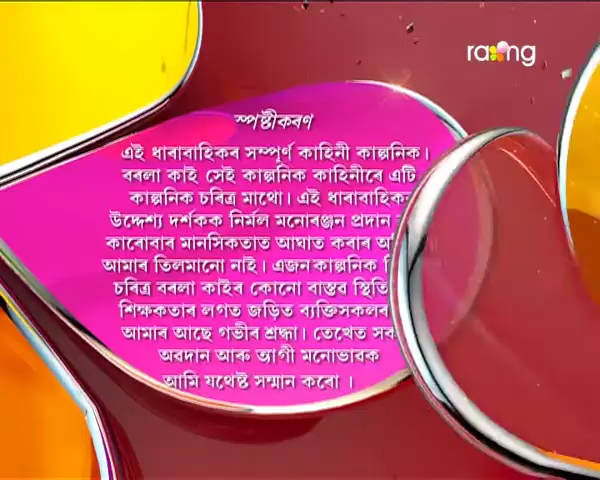 rang
স্পষ্টীকৰণ
এই ধাৰাবাহিকৰ সম্পূৰ্ণ কাহিনী কাল্পনিক।
বৰলা কাই সেই কাল্পনিক কাহিনীৰে এটি
কাল্পনিক চৰিত্ৰ মাথো। এই ধাৰাবাহিকৰ
উদ্দেশ্য দৰ্শকক নিৰ্মল মনোৰঞ্জন প্ৰদান
কাৰোবাৰ মানসিকতাত আঘাত কৰাৰ
আমাৰ তিলমানো নাই। এজন কাল্পনিক
চৰিত্ৰ বৰলা কাইৰ কোনো বাস্তৱ স্থিতি
শিক্ষকতাৰ লগত জড়িত ব্যক্তিসকলৰ
আমাৰ আছে গভীৰ শ্ৰদ্ধা। তেখেত
অৱদান আৰু ত্যাগী মনোভাৱক
আমি যথেষ্ট সন্মান কৰো ।